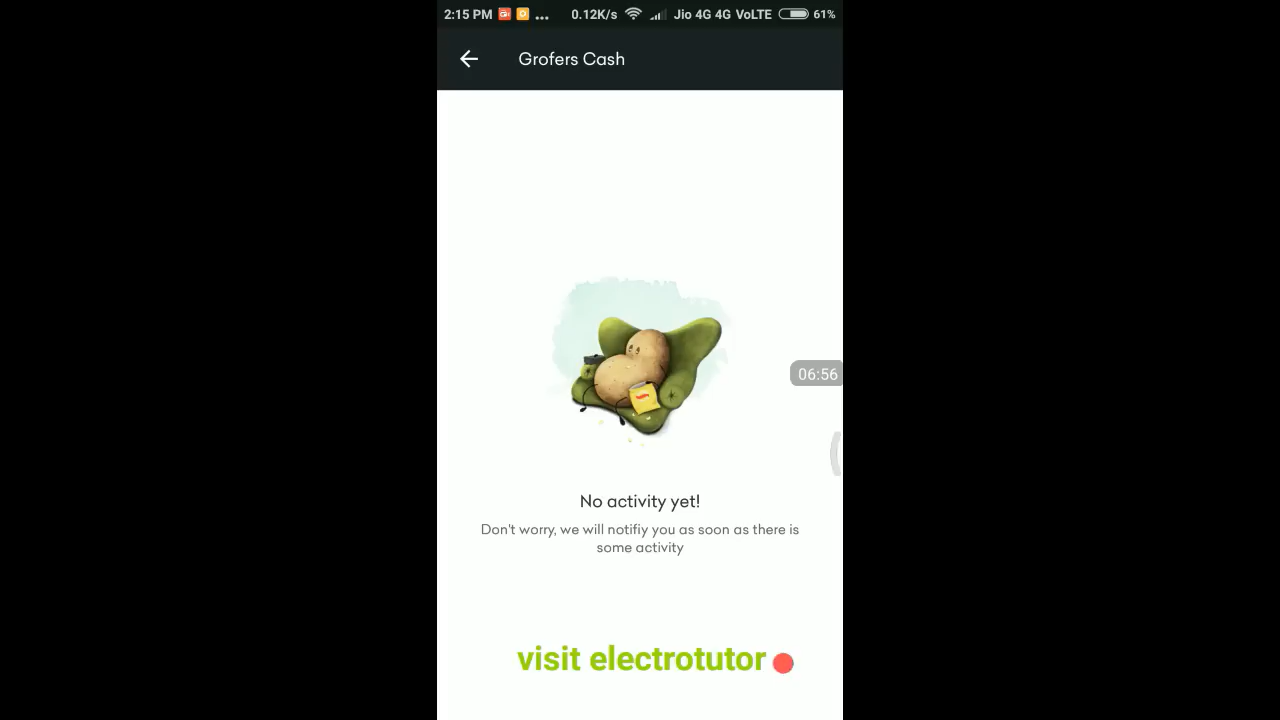 2:15 PM ... 0.12K/s Jio 4G 4G VoLTE 61%
Grofers Cash
06:56
No activity yet!
Don't worry, we will notifiy you as soon as there is
some activity
visit electrotutor